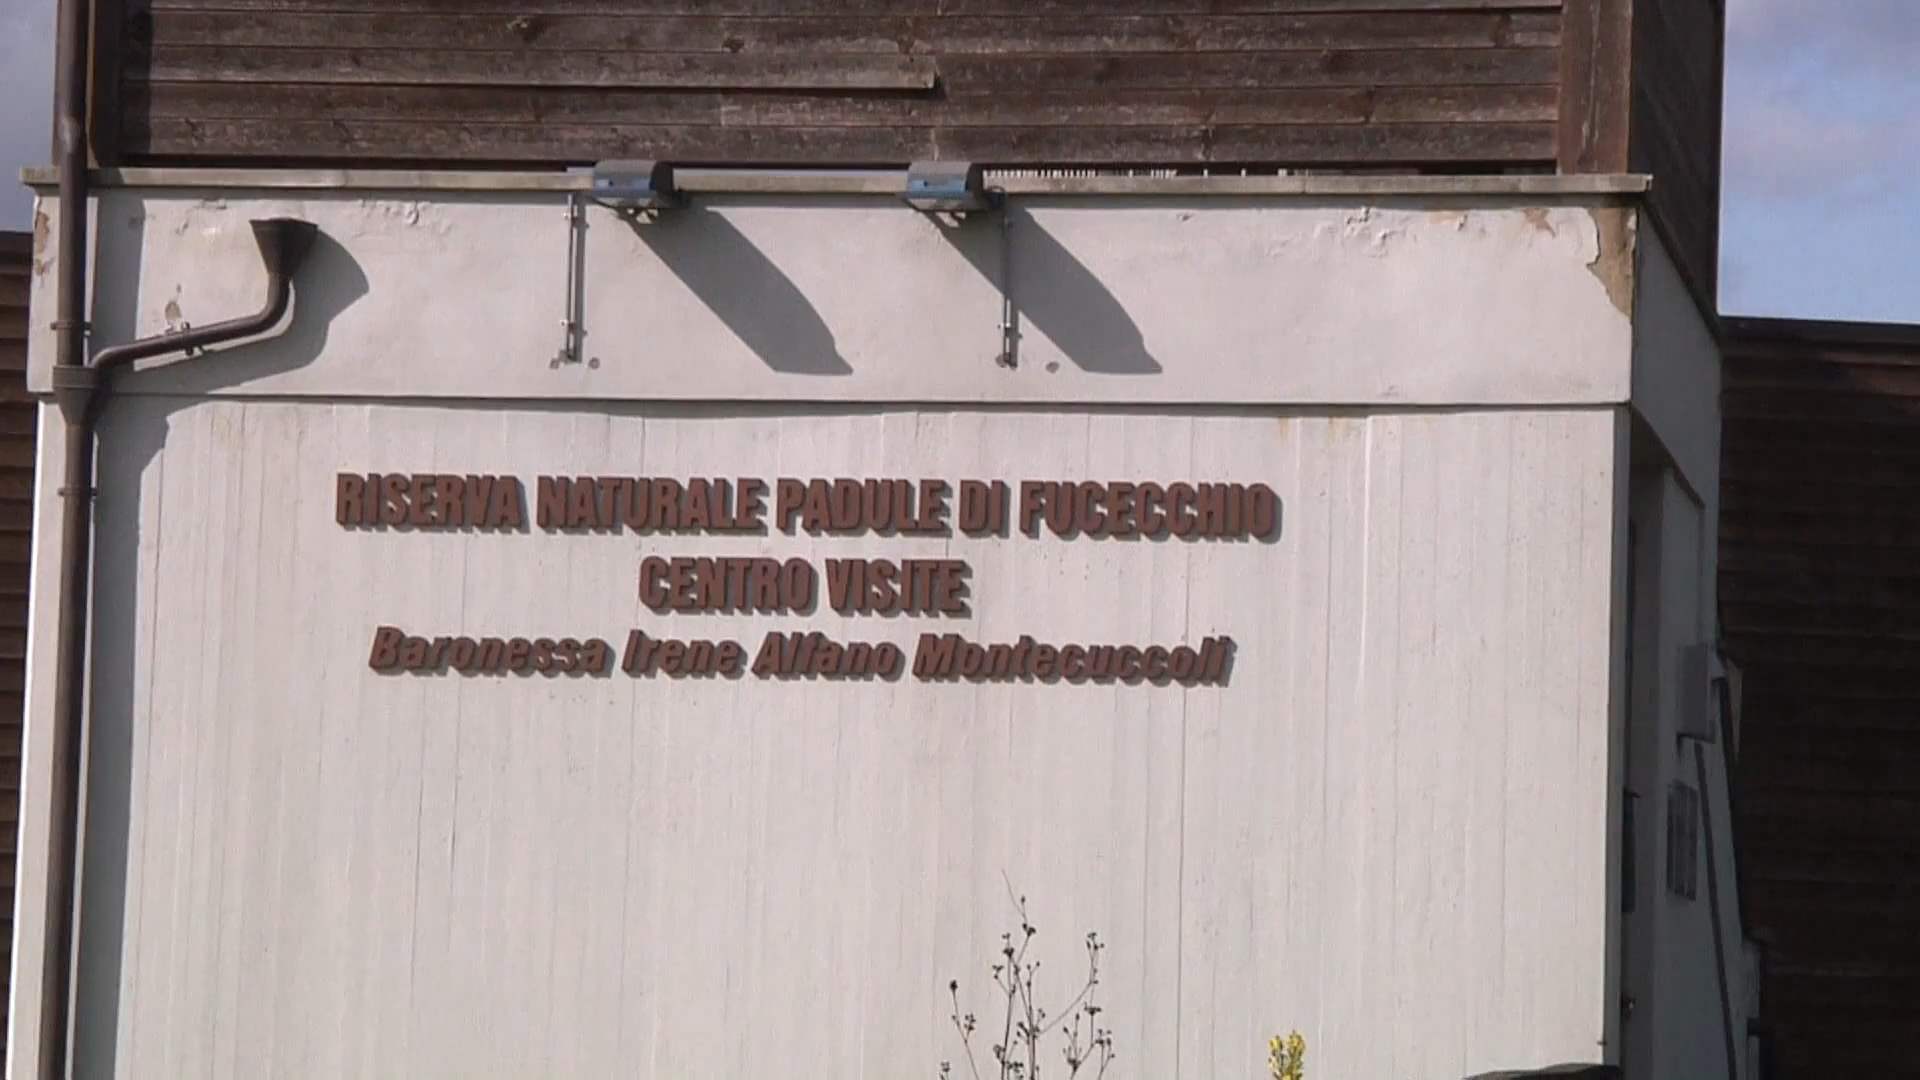 RISERVA NATURALE PADULE DI FUCECCHIO
CENTRO VISITE
Baronessa Irene Alfano Montecuccoli